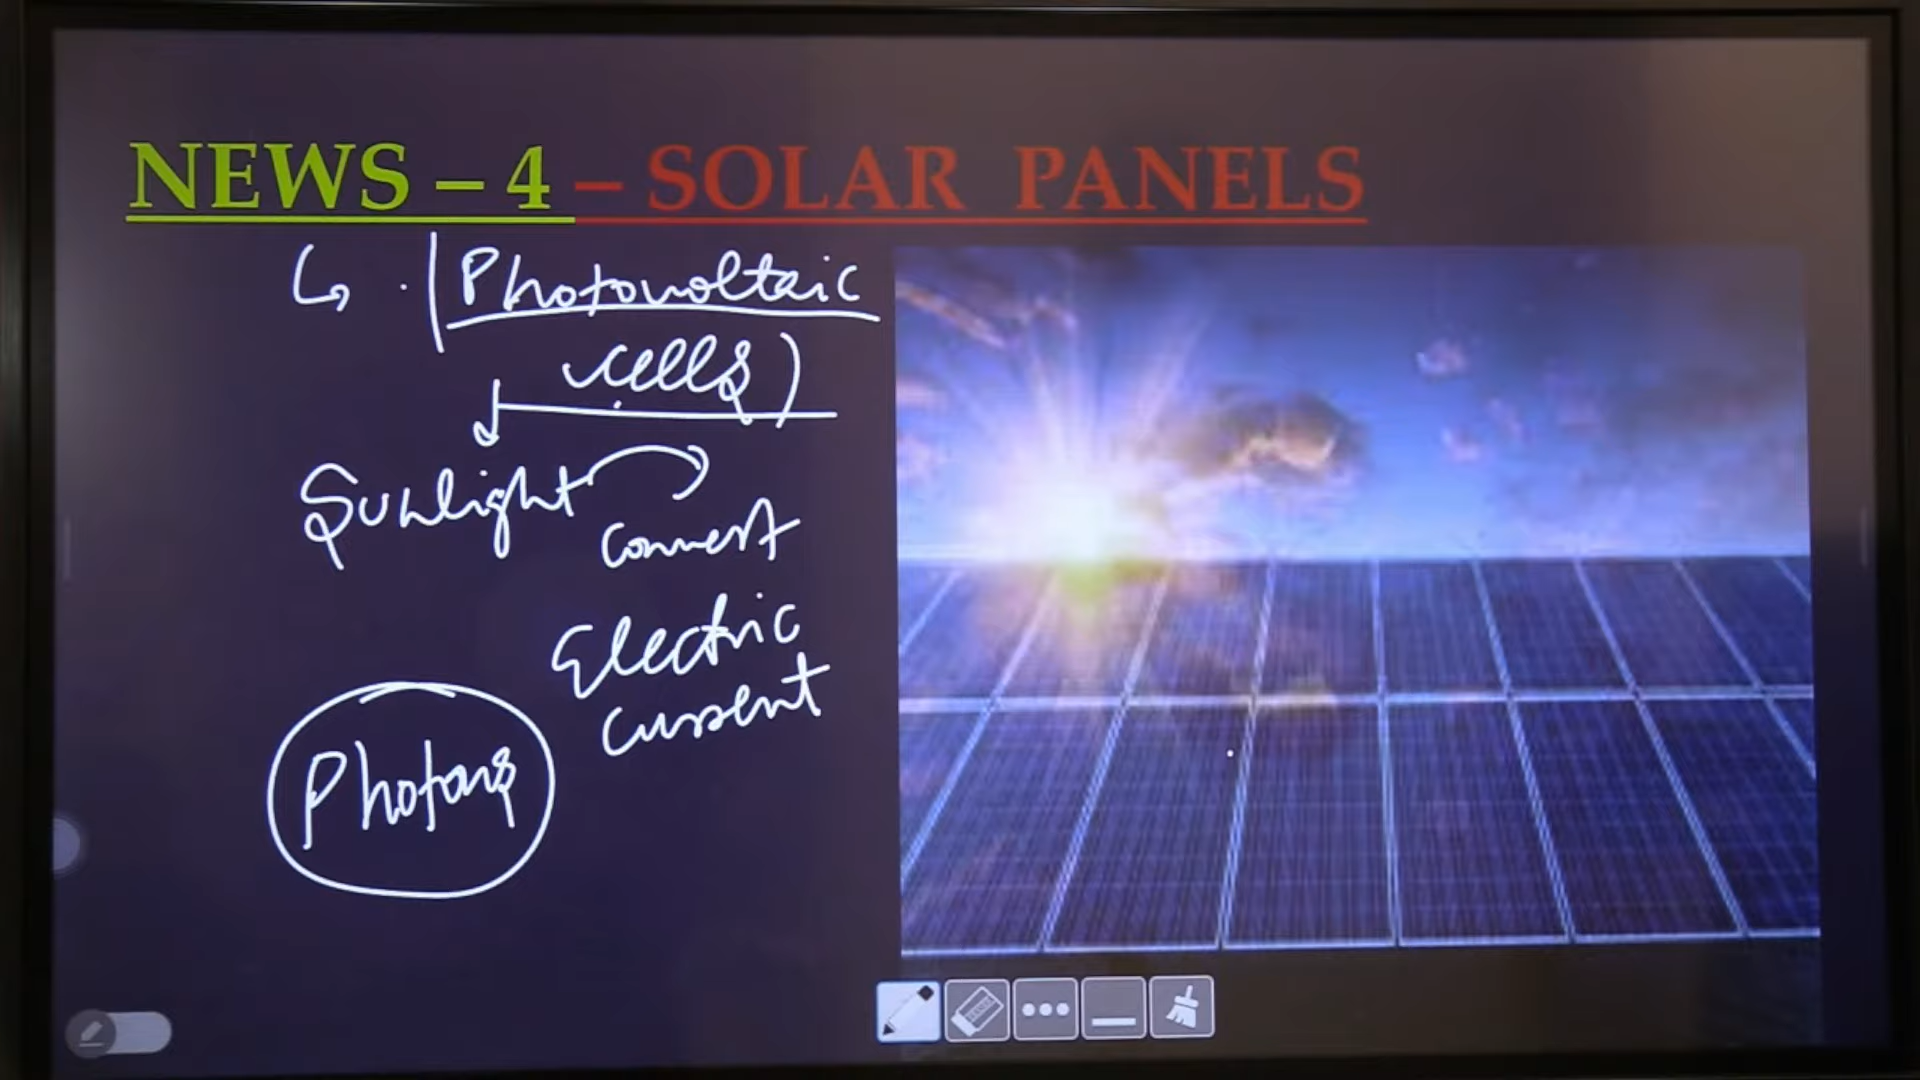 NEWS – 4 – SOLAR PANELS
(Photovoltaic
cells)
Sunlight
convert
Electric
current
Photons